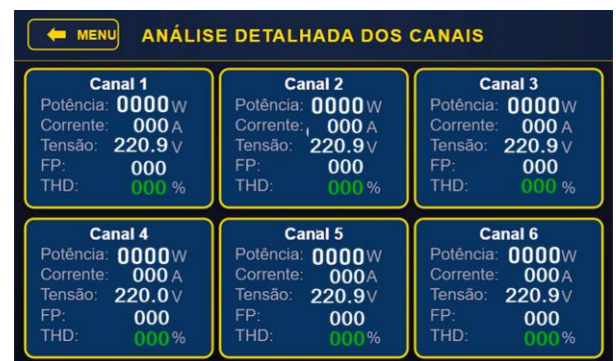 MENU ANÁLISE DETALHADA DOS CANAIS
Canal 1
Potência: 0000 W
Corrente: 000 A
Tensão: 220.9 V
FP: 000
THD: 000 %
Canal 2
Potência: 0000 W
Corrente: 000 A
Tensão: 220.9 V
FP: 000
THD: 000 %
Canal 3
Potência: 0000 W
Corrente: 000 A
Tensão: 220.9 V
FP: 000
THD: 000 %
Canal 4
Potência: 0000 W
Corrente: 000 A
Tensão: 220.0 V
FP: 000
THD: 000 %
Canal 5
Potência: 0000 W
Corrente: 000 A
Tensão: 220.9 V
FP: 000
THD: 000 %
Canal 6
Potência: 0000 W
Corrente: 000 A
Tensão: 220.9 V
FP: 000
THD: 000 %